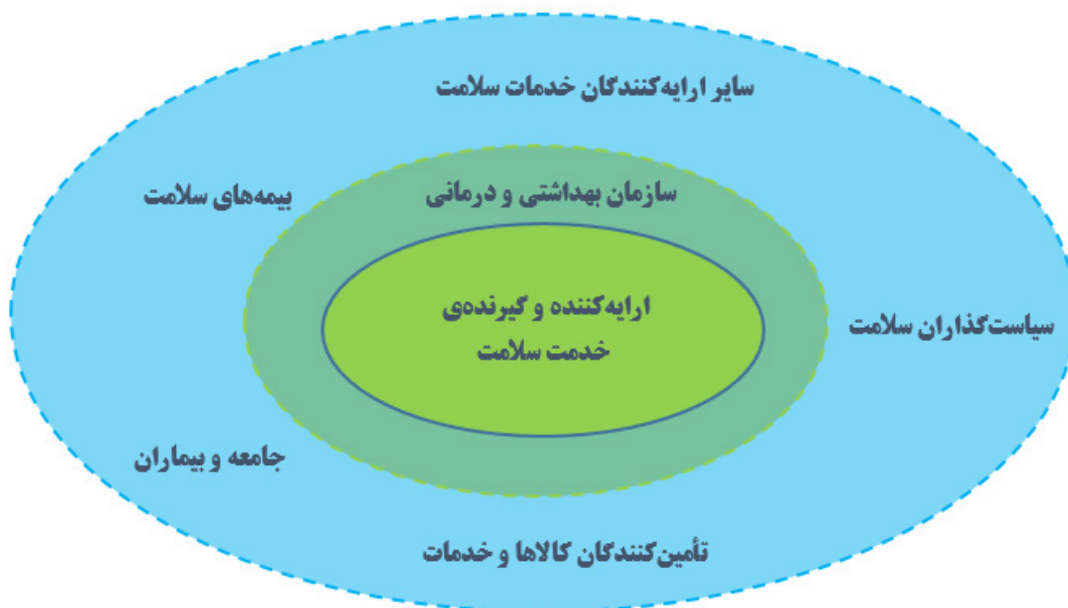 سایر ارایه‌کنندگان خدمات سلامت
سازمان بهداشتی و درمانی
بیمه‌های سلامت
ارایه‌کننده و گیرنده‌ی
خدمت سلامت
سیاست‌گذاران سلامت
جامعه و بیماران
تأمین‌کنندگان کالاها و خدمات